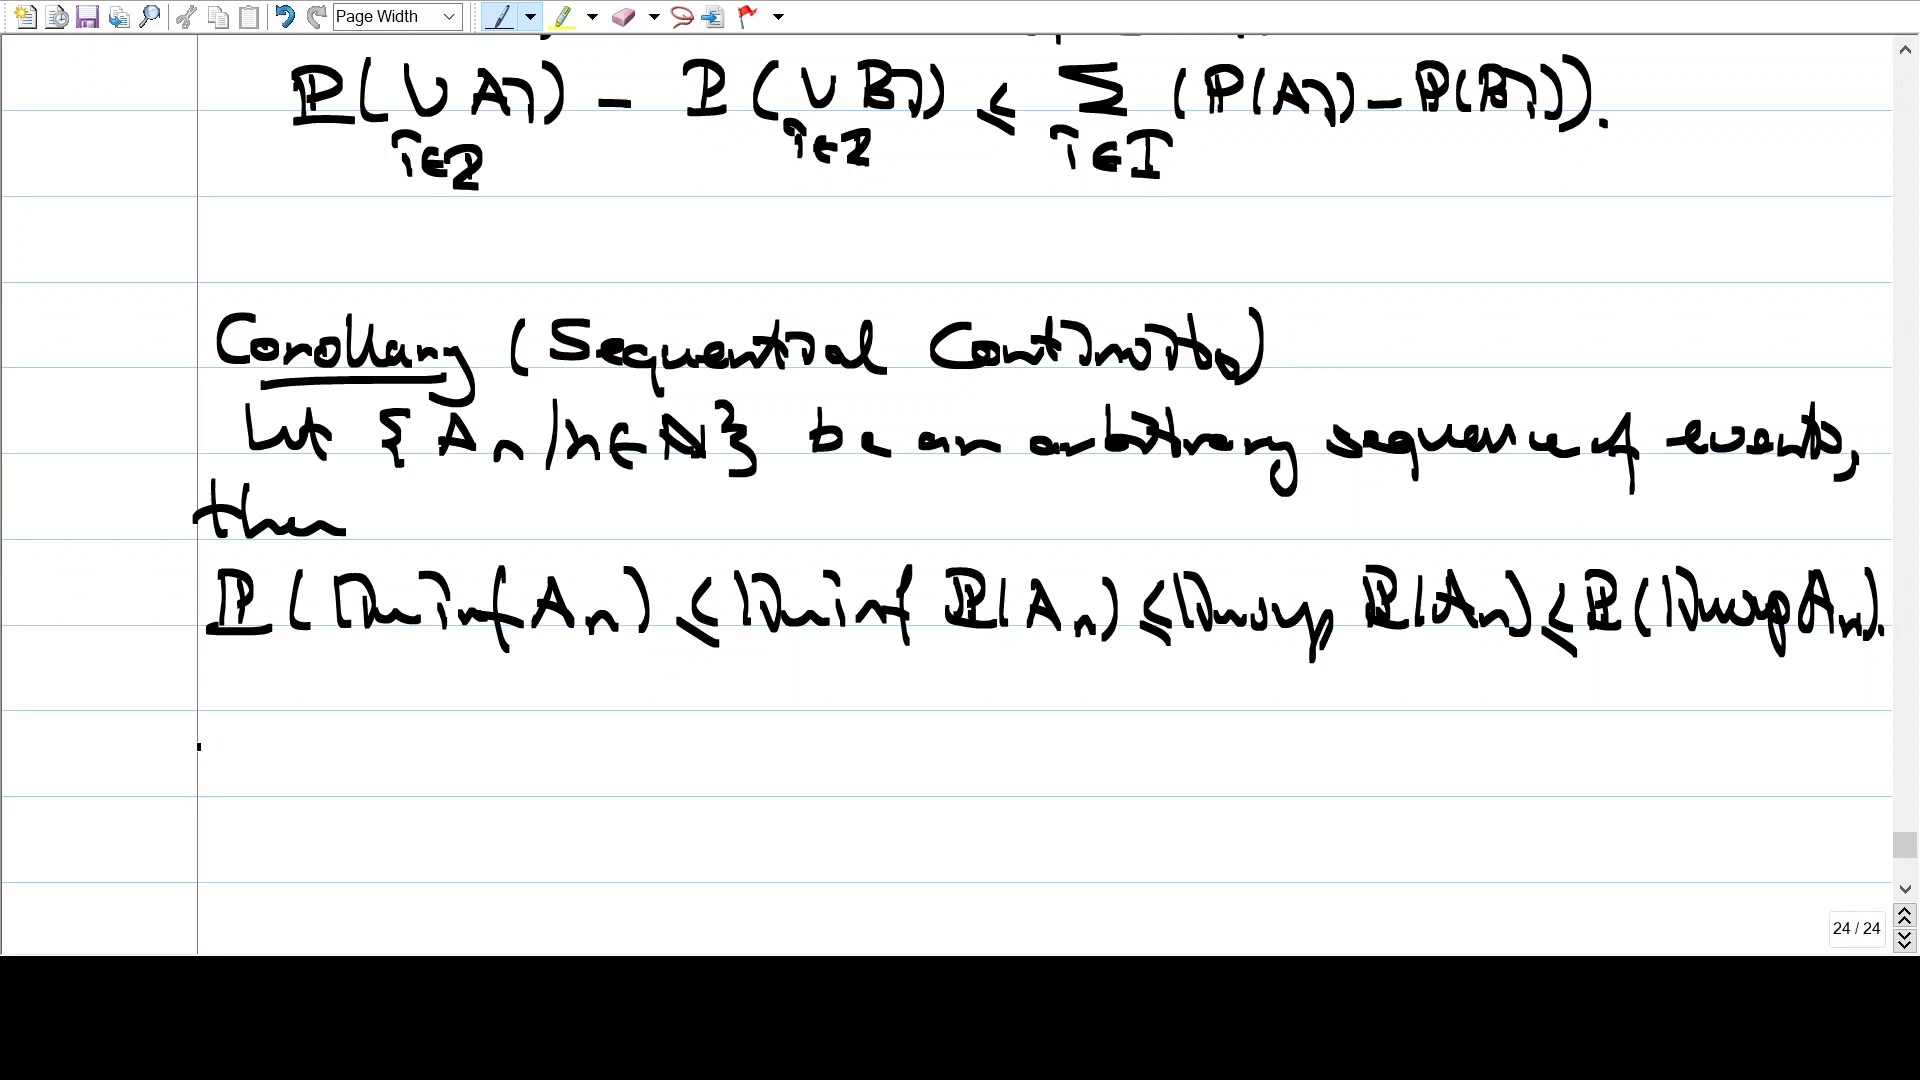 Page Width
P(∪ Ai) - P(∪ Bi) ≤ Σ (P(Ai) - P(Bi)).
i∈I i∈I i∈I
Corollary (Sequential Continuity)
Let {An | n∈N} be an arbitrary sequence of events,
then
P(liminf An) ≤ liminf P(An) ≤ limsup P(An) ≤ P(limsup An).
24 / 24